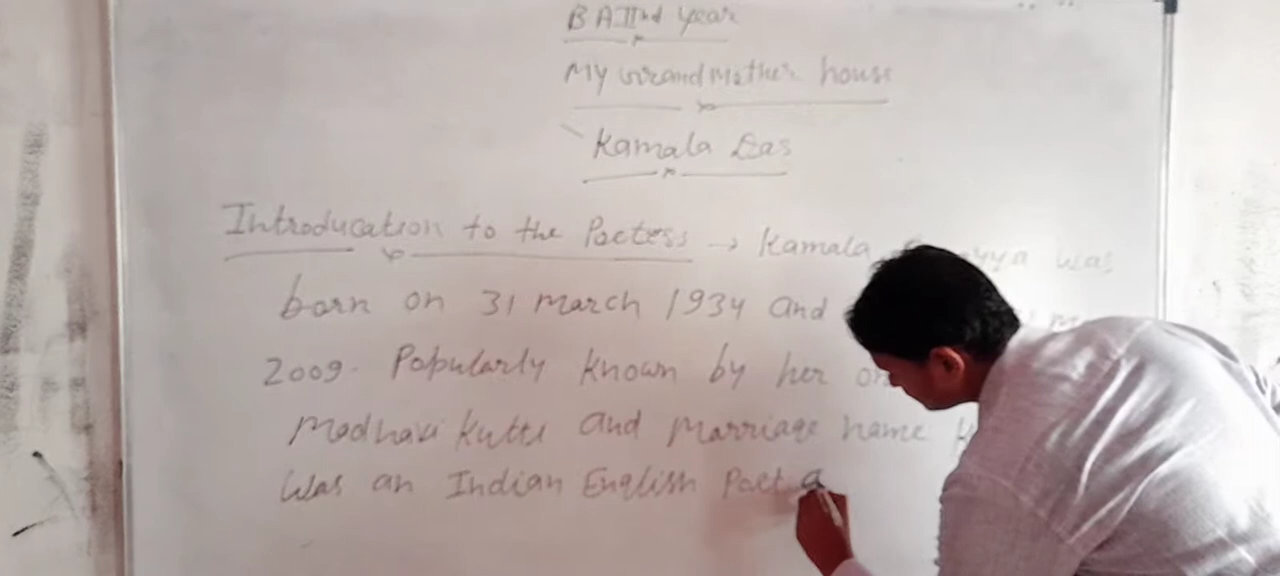 B A IInd year
My Grandmother house
Kamala Das
Introducation to the Poetess → Kamala was
born on 31 march 1934 and
2009. Popularly known by her
Madhavi Kutti and Marriage name
was an Indian English Poet a